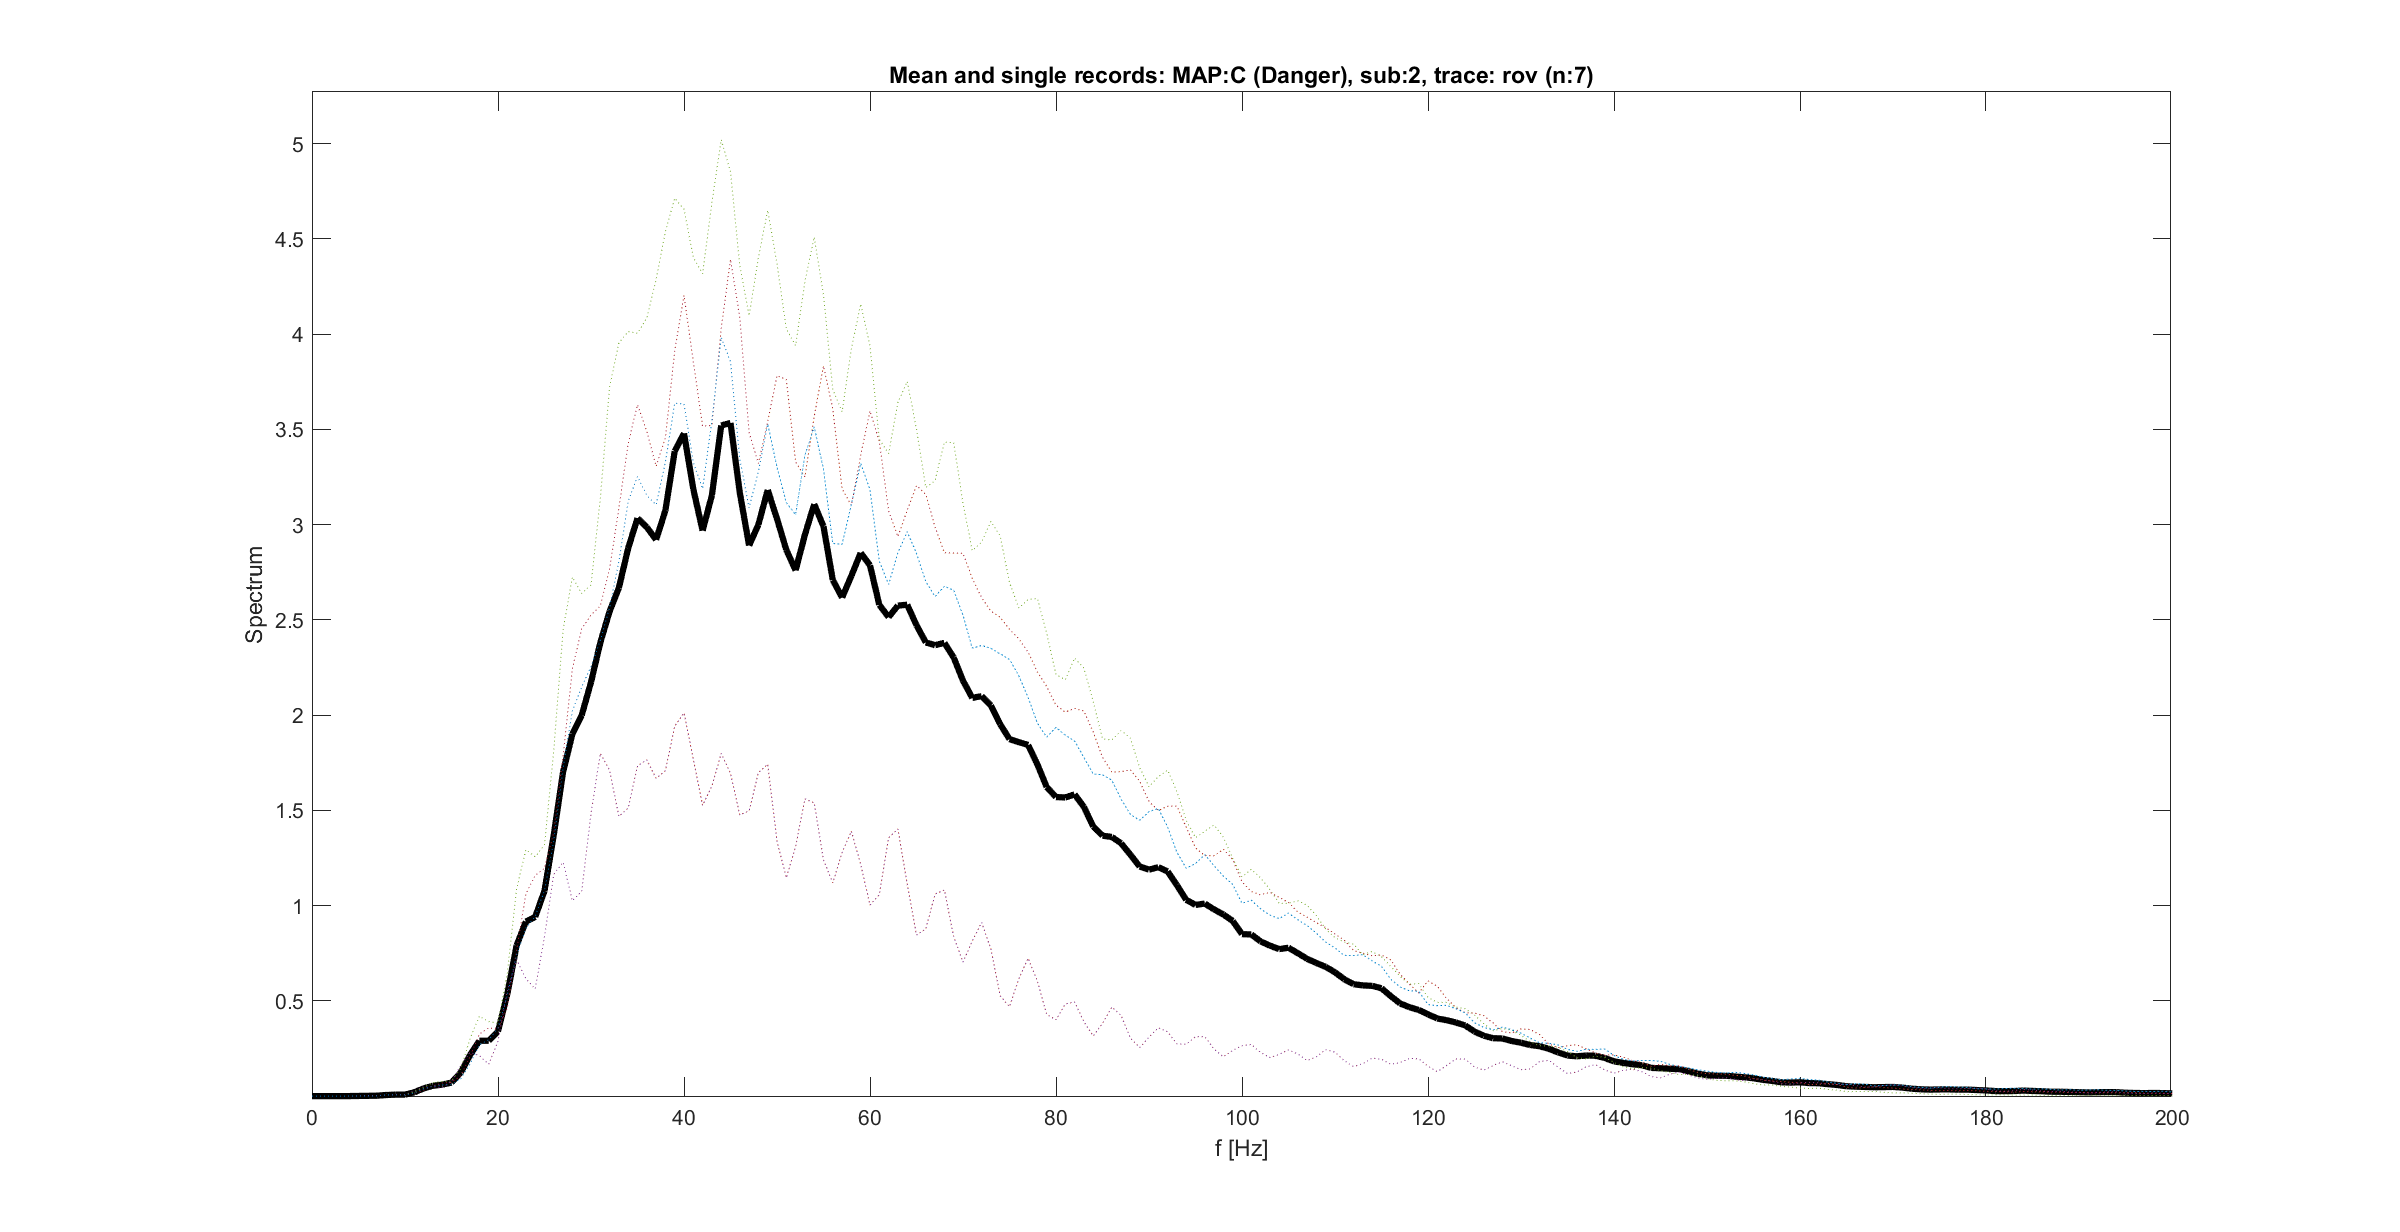 Mean and single records: MAP:C (Danger), sub:2, trace: rov (n:7)
5
4.5
4
3.5
3
2.5
2
1.5
1
0.5
Spectrum
0 20 40 60 80 100 120 140 160 180 200
f [Hz]